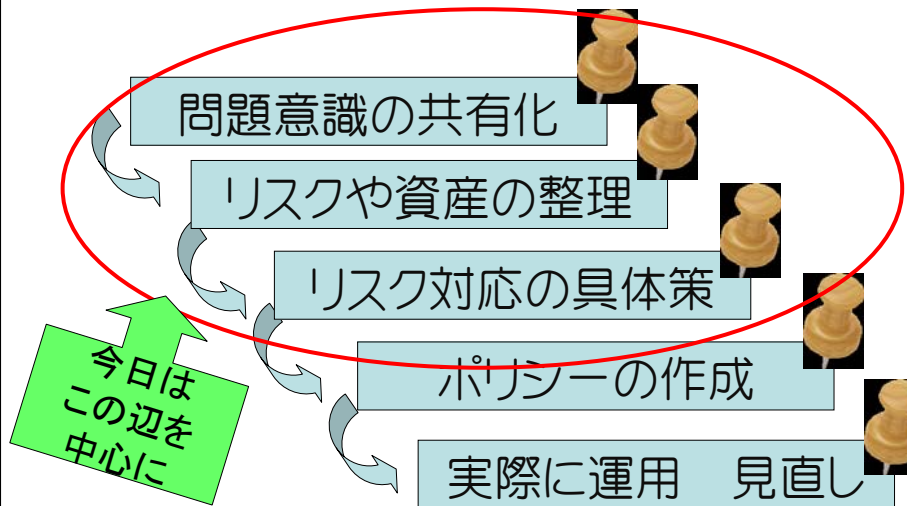 問題意識の共有化
リスクや資産の整理
リスク対応の具体策
ポリシーの作成
実際に運用　見直し
今日は
この辺を
中心に